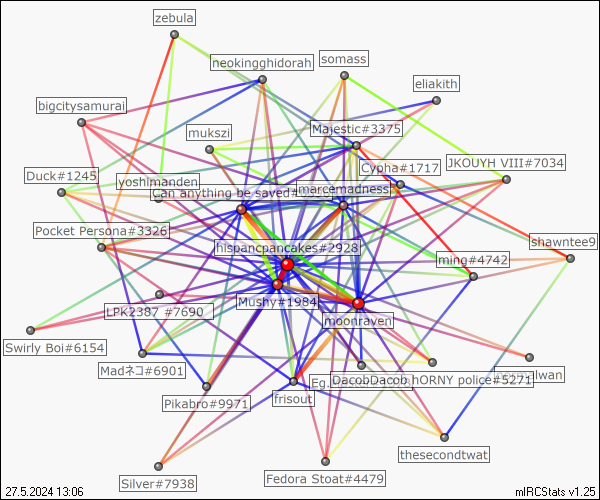 zebula
neokingghidorah
somass
eliakith
bigcitysamurai
mukszi
Majestic#3375
Cypha#1717
JKOUYH VIII#7034
Duck#1245
yoshimanden
Can anything be saved
mercemadness
Pocket Persona#3326
hispancpancakes#2928
shawntee9
ming#4742
Mushy#1984
LPK2387 #7690
moonraven
Swirly Boi#6154
Madネコ#6901
DacobDacob
hORNY police#5271
Pikabro#9971
frisout
thesecondtwat
Silver#7938
Fedora Stoat#4479
27.5.2024 13:06
mIRCStats v1.25